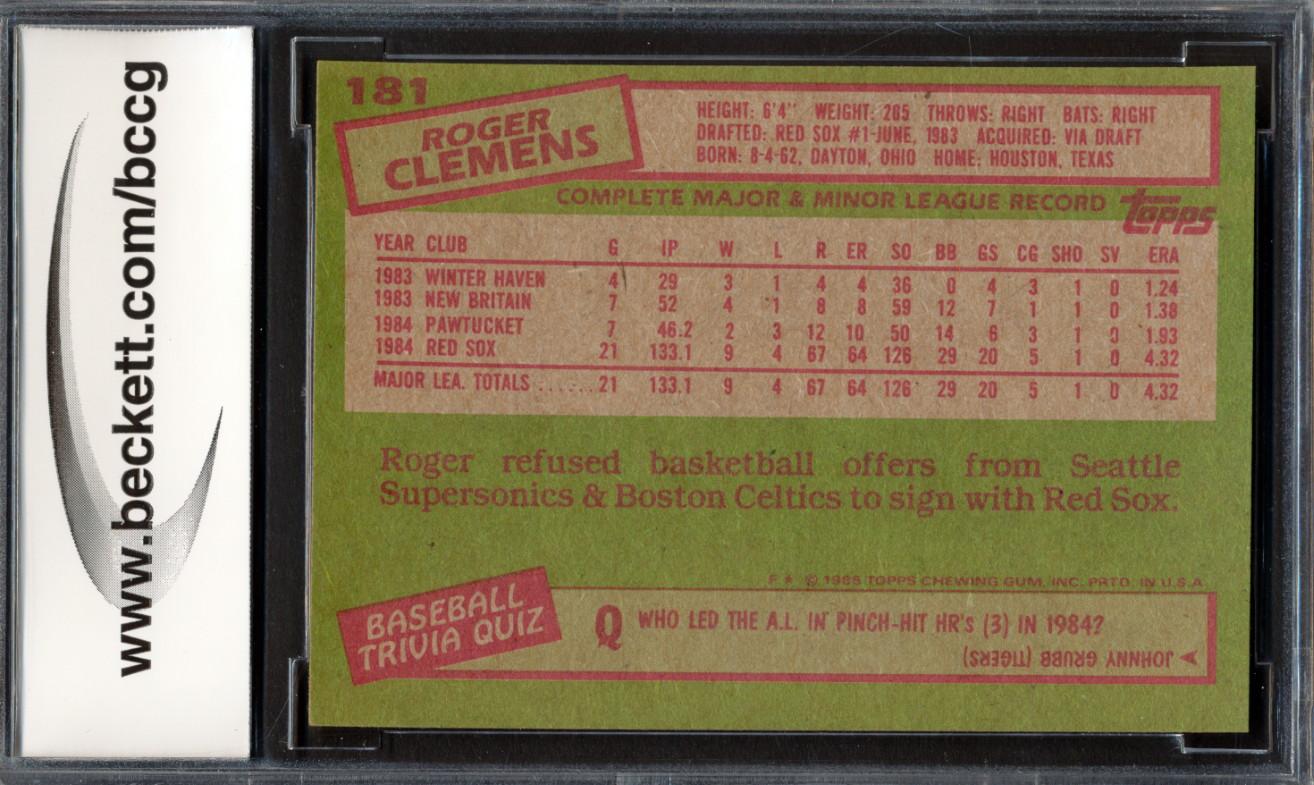 www.beckett.com/bccg
181
ROGER
CLEMENS
HEIGHT: 6'4" WEIGHT: 205 THROWS: RIGHT BATS: RIGHT
DRAFTED: RED SOX #1-JUNE, 1983 ACQUIRED: VIA DRAFT
BORN: 8-4-62, DAYTON, OHIO HOME: HOUSTON, TEXAS
COMPLETE MAJOR & MINOR LEAGUE RECORD
topps
YEAR CLUB G IP W L R ER SO BB GS CG SHO SV ERA
1983 WINTER HAVEN 4 29 3 1 4 4 36 0 4 3 1 0 1.24
1983 NEW BRITAIN 7 52 4 1 8 8 59 12 7 1 1 0 1.38
1984 PAWTUCKET 7 46.2 2 3 12 10 50 14 6 3 1 0 1.93
1984 RED SOX 21 133.1 9 4 67 64 126 29 20 5 1 0 4.32
MAJOR LEA. TOTALS ....... 21 133.1 9 4 67 64 126 29 20 5 1 0 4.32
Roger refused basketball offers from Seattle
Supersonics & Boston Celtics to sign with Red Sox.
F * © 1985 TOPPS CHEWING GUM, INC. PRTD. IN U.S.A.
BASEBALL
TRIVIA QUIZ
Q WHO LED THE A.L. IN PINCH-HIT HR's (3) IN 1984?
JOHNNY GRUBB (TIGERS)